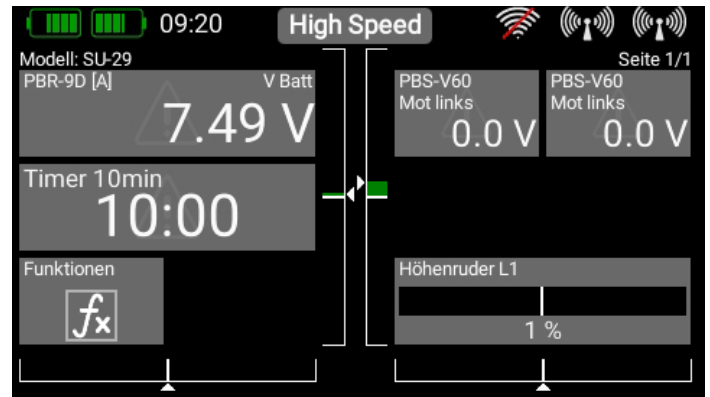 09:20
High Speed
Modell: SU-29
Seite 1/1
PBR-9D [A]
V Batt
7.49 V
PBS-V60
Mot links
0.0 V
PBS-V60
Mot links
0.0 V
Timer 10min
10:00
Funktionen
fx
Höhenruder L1
1 %